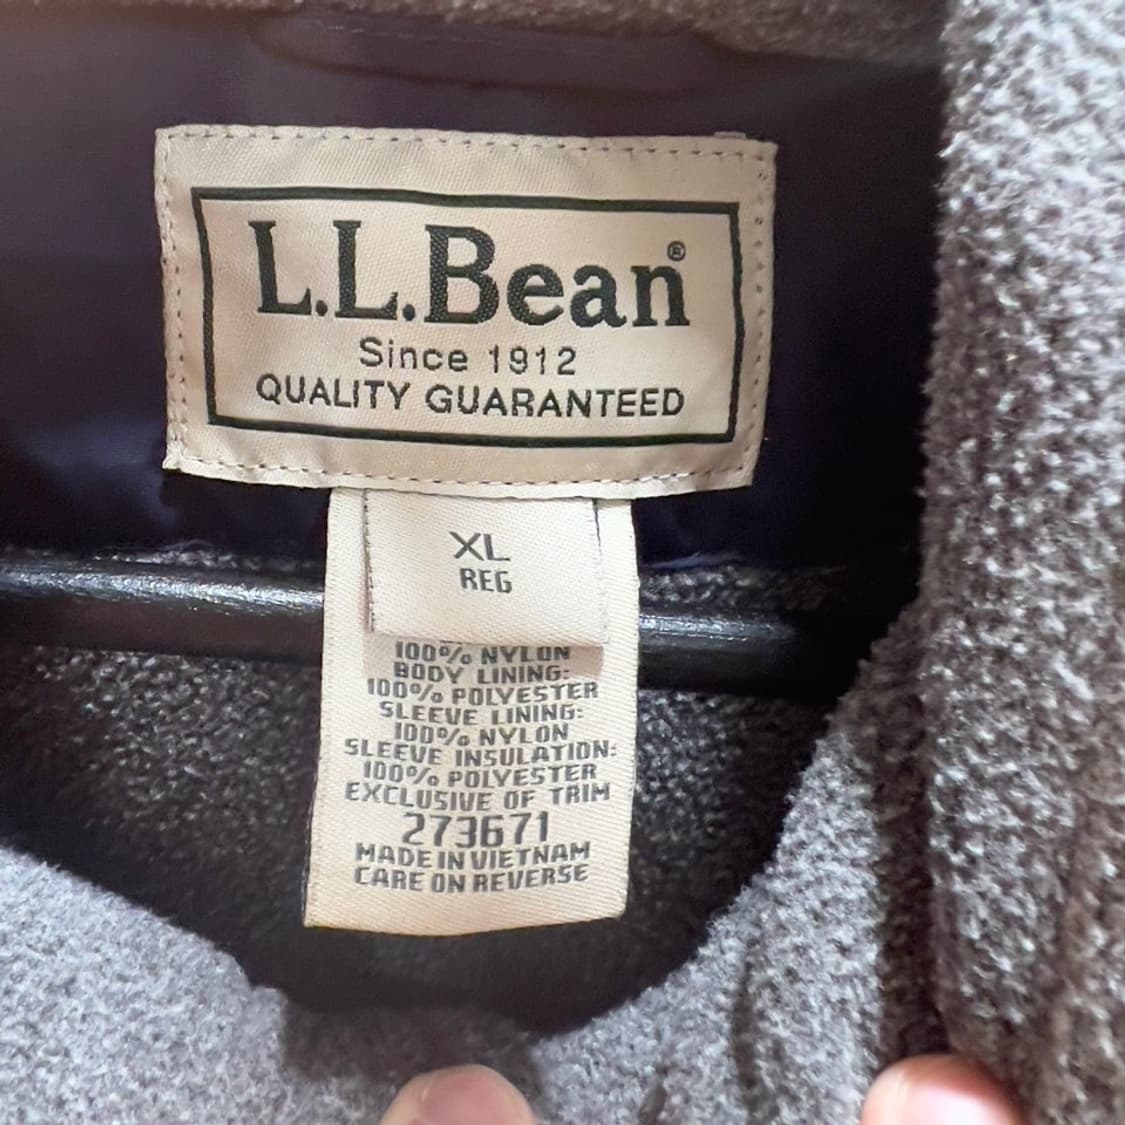 L.L.Bean®
Since 1912
QUALITY GUARANTEED
XL
REG
100% NYLON
BODY LINING:
100% POLYESTER
SLEEVE LINING:
100% NYLON
SLEEVE INSULATION:
100% POLYESTER
EXCLUSIVE OF TRIM
273671
MADE IN VIETNAM
CARE ON REVERSE